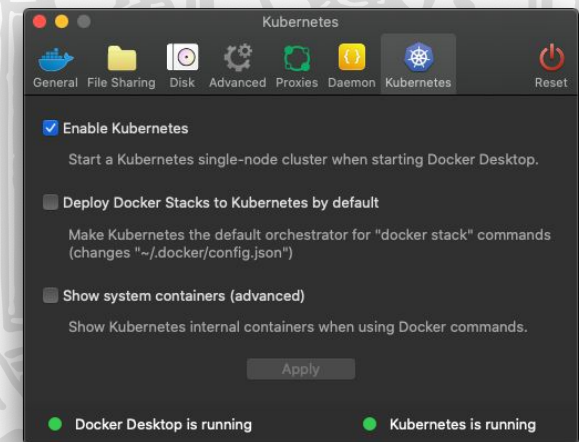 Kubernetes
General File Sharing Disk Advanced Proxies Daemon Kubernetes Reset
Enable Kubernetes
Start a Kubernetes single-node cluster when starting Docker Desktop.
Deploy Docker Stacks to Kubernetes by default
Make Kubernetes the default orchestrator for "docker stack" commands
(changes "~/.docker/config.json")
Show system containers (advanced)
Show Kubernetes internal containers when using Docker commands.
Apply
Docker Desktop is running Kubernetes is running